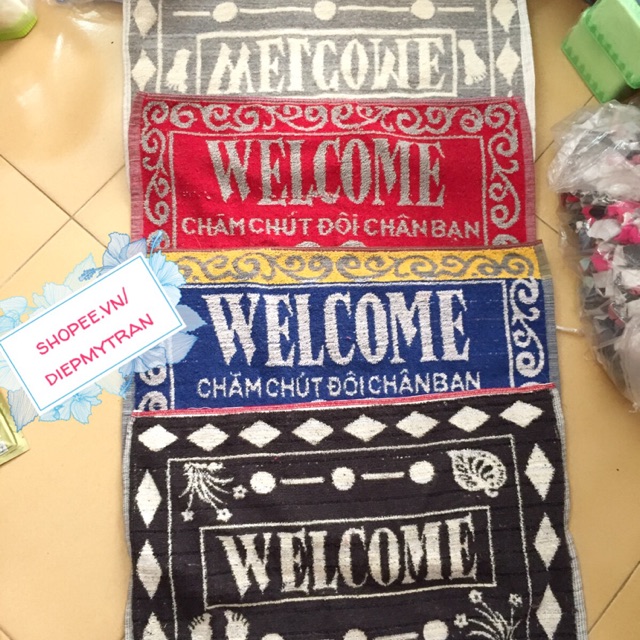 WELCOME
WELCOME
CHĂM CHÚT ĐÔI CHÂN BẠN
WELCOME
CHĂM CHÚT ĐÔI CHÂN BẠN
SHOPEE.VN/
DIEPMYTRAN
WELCOME